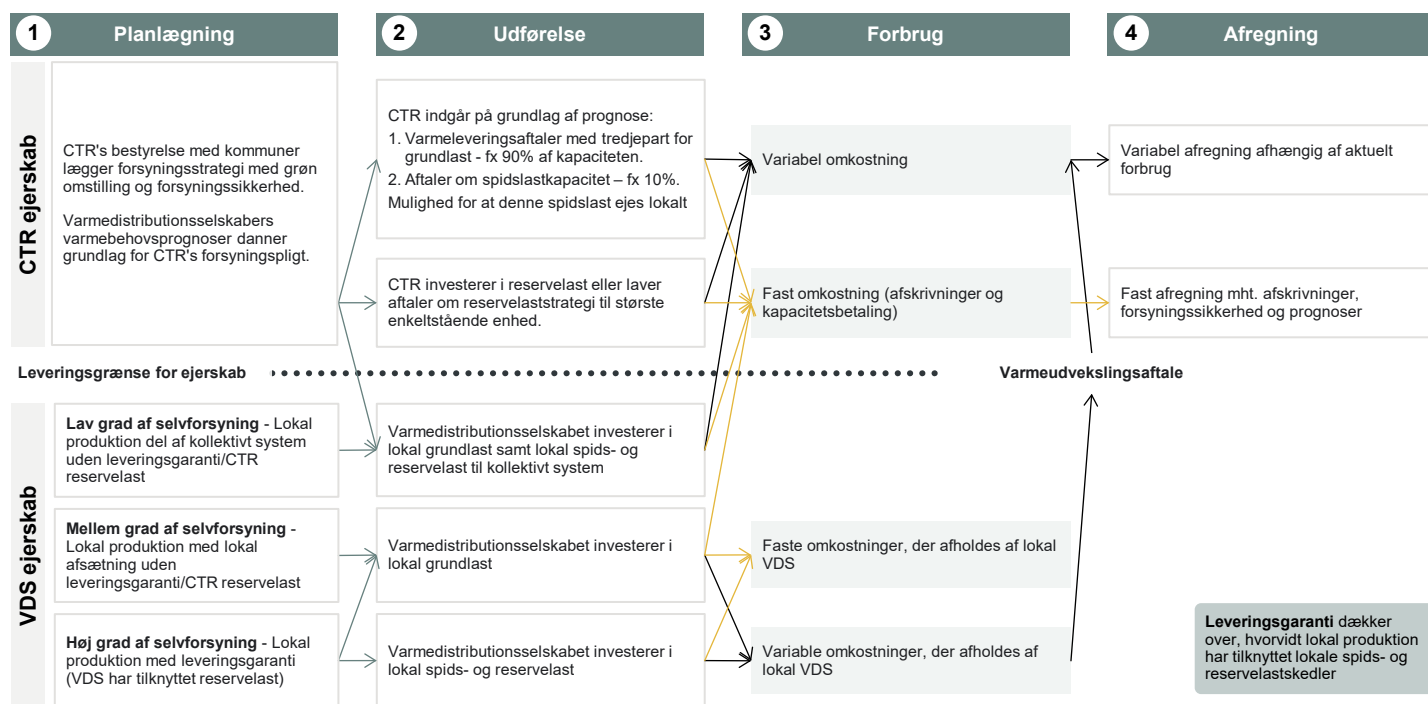 1
Planlægning
2
Udførelse
3
Forbrug
4
Afregning
CTR ejerskab
CTR's bestyrelse med kommuner
lægger forsyningsstrategi med grøn
omstilling og forsyningssikkerhed.
Varmedistributionsselskabers
varmebehovsprognoser danner
grundlag for CTR's forsyningspligt.
CTR indgår på grundlag af prognose:
1. Varmeleveringsaftaler med tredjepart for
grundlast - fx 90% af kapaciteten.
2. Aftaler om spidslastkapacitet – fx 10%.
Mulighed for at denne spidslast ejes lokalt
CTR investerer i reservelast eller laver
aftaler om reservelaststrategi til største
enkeltstående enhed.
Variabel omkostning
Fast omkostning (afskrivninger og
kapacitetsbetaling)
Variabel afregning afhængig af aktuelt
forbrug
Fast afregning mht. afskrivninger,
forsyningssikkerhed og prognoser
Leveringsgrænse for ejerskab
Varmeudvekslingsaftale
VDS ejerskab
Lav grad af selvforsyning - Lokal
produktion del af kollektivt system
uden leveringsgaranti/CTR
reservelast
Mellem grad af selvforsyning -
Lokal produktion med lokal
afsætning uden
leveringsgaranti/CTR reservelast
Høj grad af selvforsyning - Lokal
produktion med leveringsgaranti
(VDS har tilknyttet reservelast)
Varmedistributionsselskabet investerer i
lokal grundlast samt lokal spids- og
reservelast til kollektivt system
Varmedistributionsselskabet investerer i
lokal grundlast
Varmedistributionsselskabet investerer i
lokal spids- og reservelast
Faste omkostninger, der afholdes af lokal
VDS
Variable omkostninger, der afholdes af
lokal VDS
Leveringsgaranti dækker
over, hvorvidt lokal produktion
har tilknyttet lokale spids- og
reservelastskedler